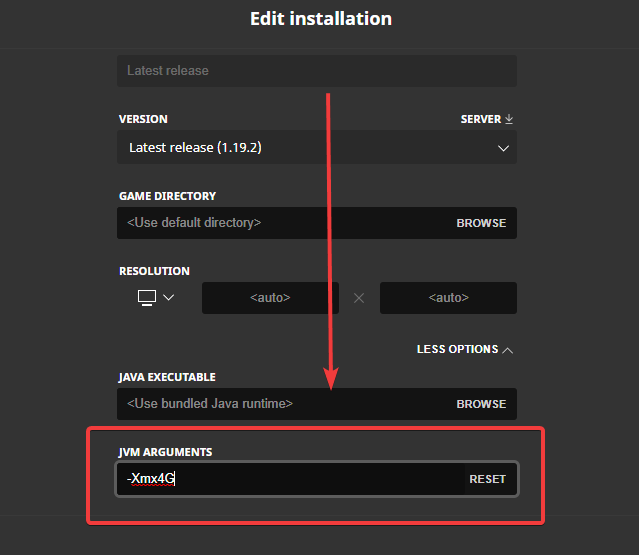 Edit installation
Latest release
VERSION SERVER
Latest release (1.19.2)
GAME DIRECTORY
<Use default directory> BROWSE
RESOLUTION
<auto> <auto>
LESS OPTIONS
JAVA EXECUTABLE
<Use bundled Java runtime> BROWSE
JVM ARGUMENTS
-Xmx4G RESET